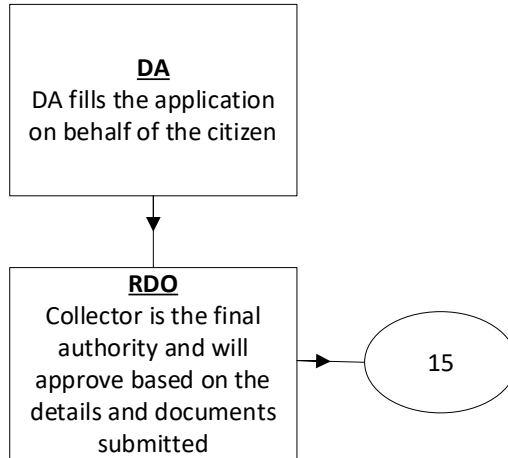 DA
DA fills the application
on behalf of the citizen
RDO
Collector is the final
authority and will
approve based on the
details and documents
submitted
15